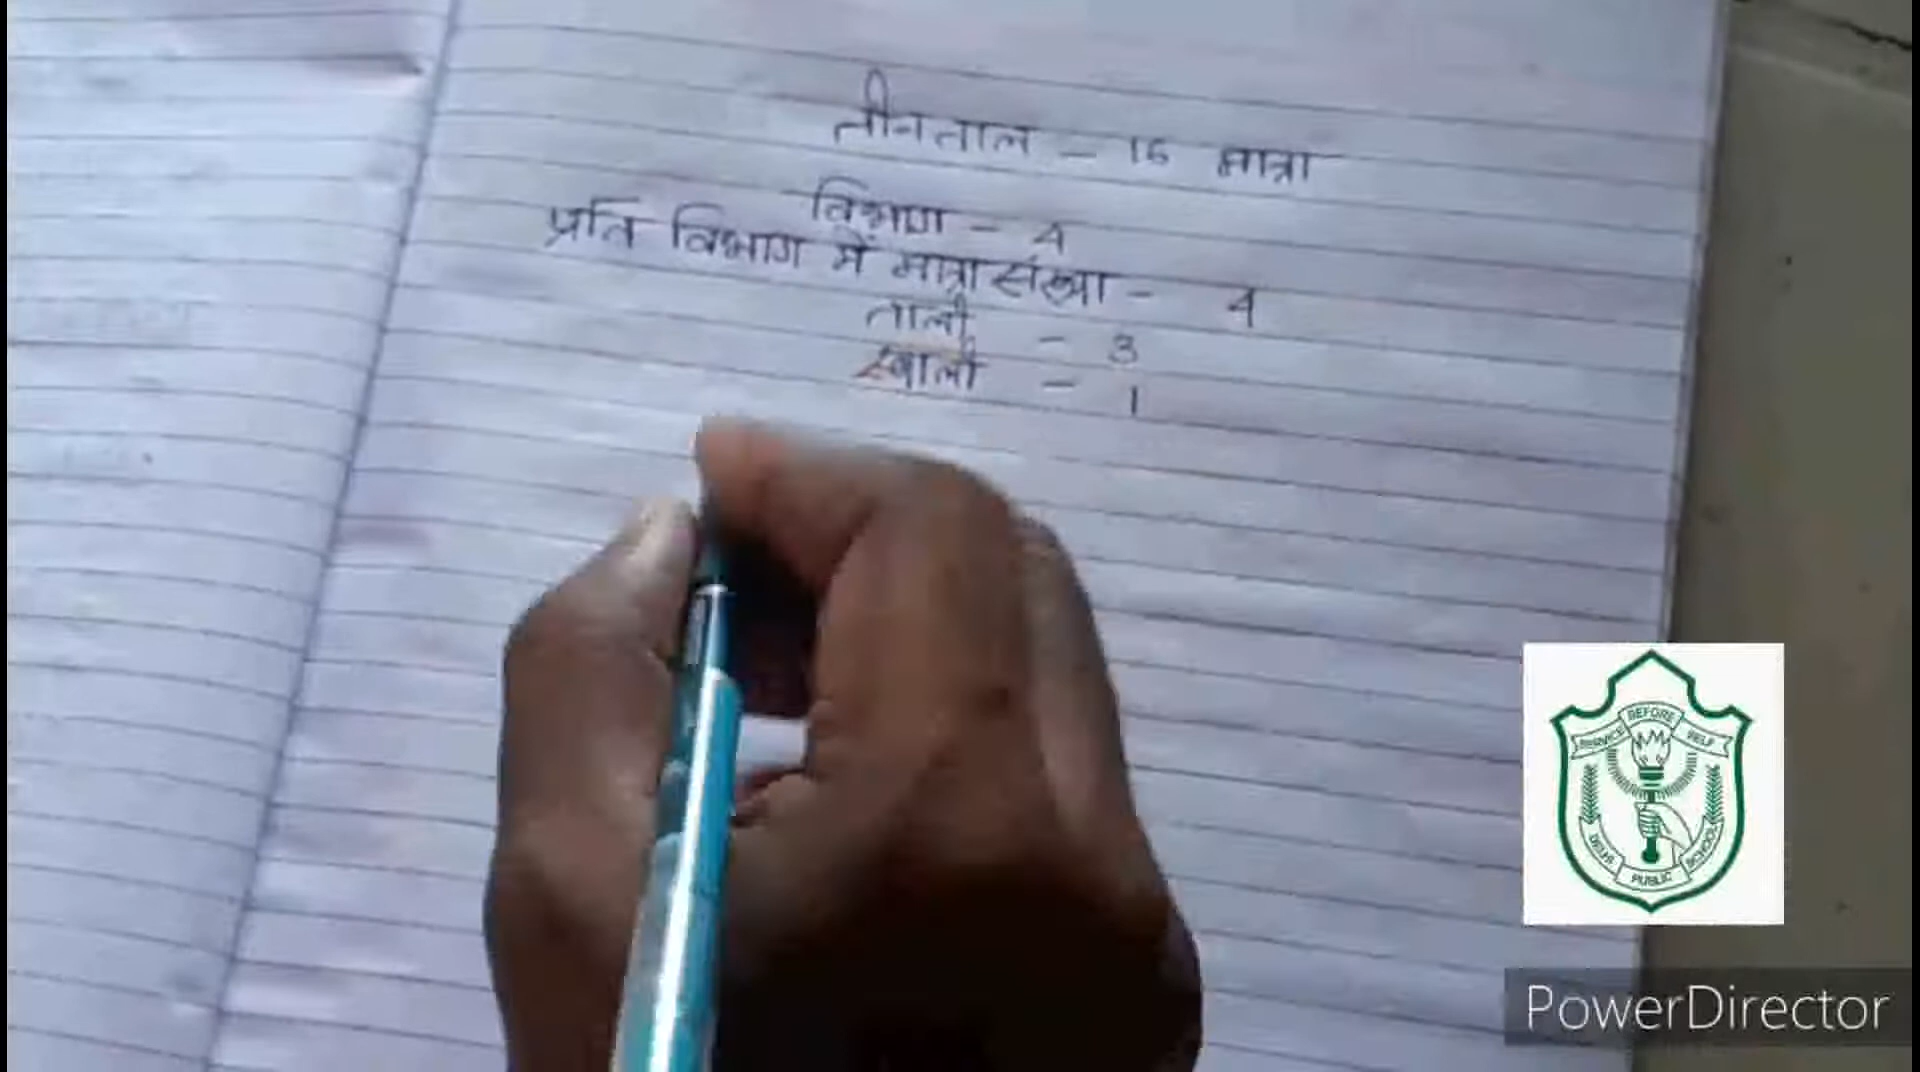 तीनताल - 16 मात्रा
विभाग - 4
प्रति विभाग में मात्रा संख्या - 4
ताली - 3
खाली - 1
SERVICE BEFORE SELF
DELHI PUBLIC SCHOOL
PowerDirector